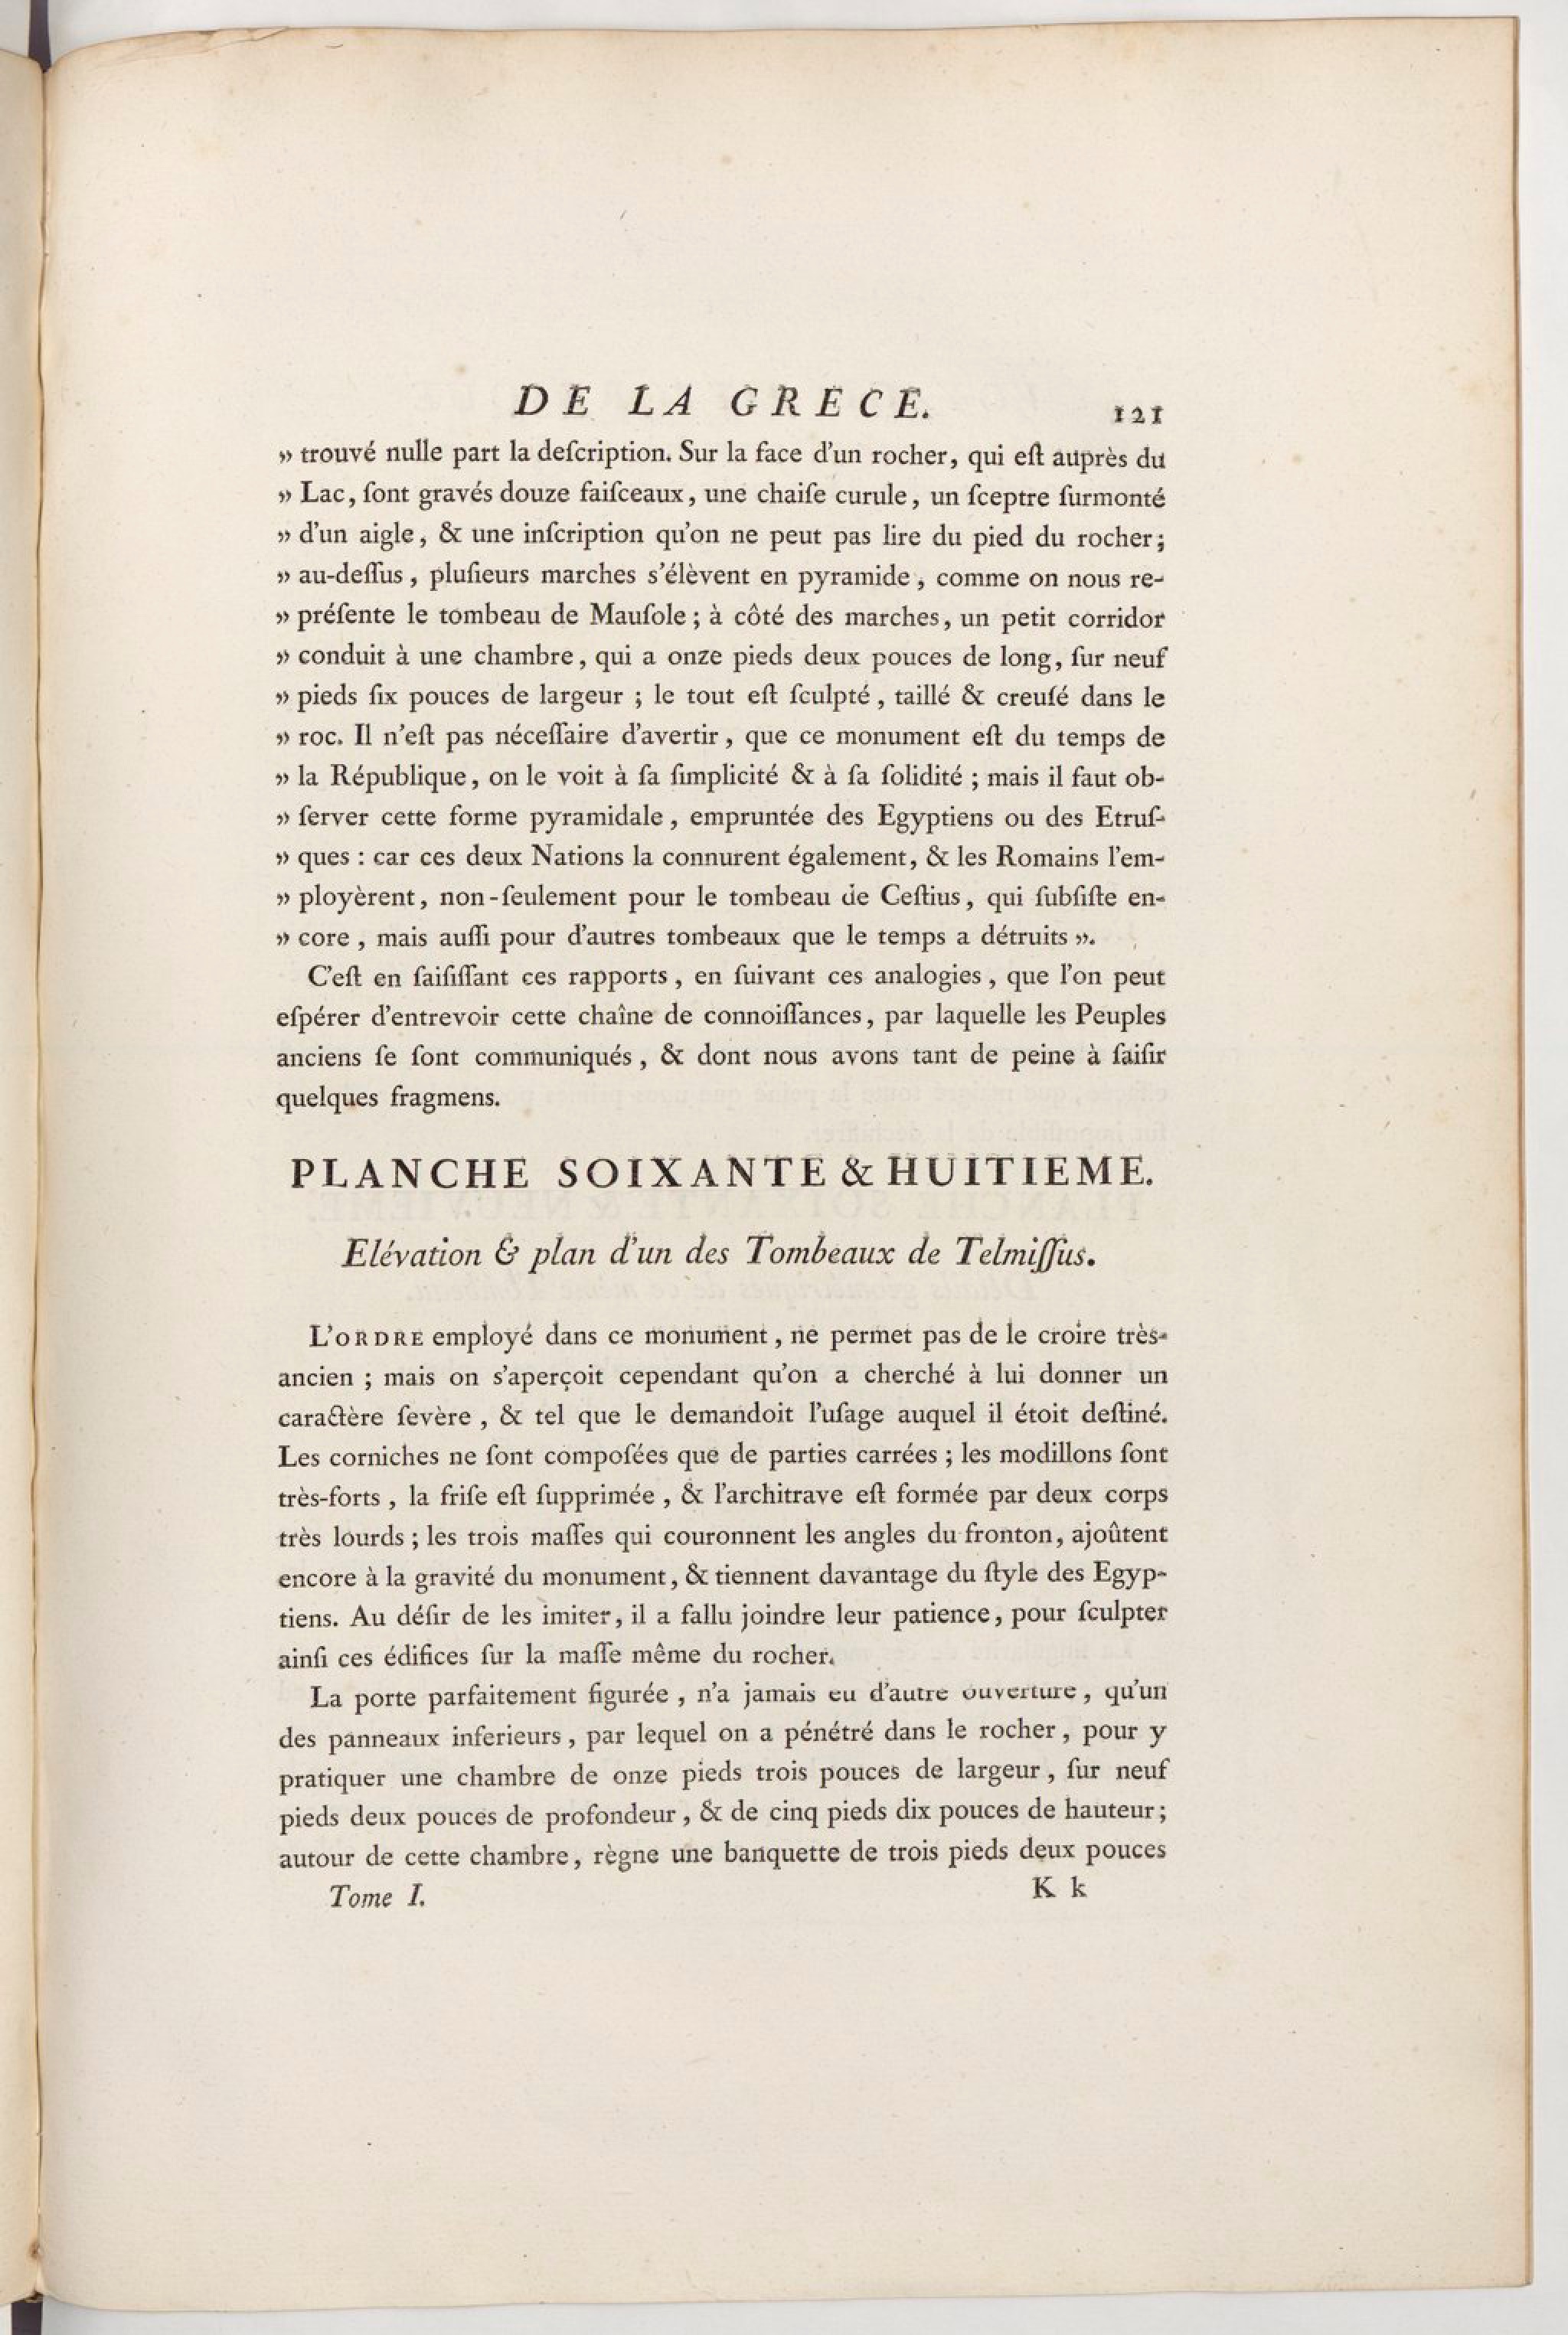 DE LA GRECE. 121
» trouvé nulle part la deſcription. Sur la face d'un rocher, qui eſt auprès du
» Lac, ſont gravés douze faiſceaux, une chaiſe curule, un ſceptre ſurmonté
» d'un aigle, & une inſcription qu'on ne peut pas lire du pied du rocher;
» au-deſſus, pluſieurs marches s'élèvent en pyramide, comme on nous re-
» préſente le tombeau de Mauſole; à côté des marches, un petit corridor
» conduit à une chambre, qui a onze pieds deux pouces de long, ſur neuf
» pieds ſix pouces de largeur; le tout eſt ſculpté, taillé & creuſé dans le
» roc. Il n'eſt pas néceſſaire d'avertir, que ce monument eſt du temps de
» la République, on le voit à ſa ſimplicité & à ſa ſolidité; mais il faut ob-
» ſerver cette forme pyramidale, empruntée des Egyptiens ou des Etruſ-
» ques: car ces deux Nations la connurent également, & les Romains l'em-
» ployèrent, non-ſeulement pour le tombeau de Ceſtius, qui ſubſiſte en-
» core, mais auſſi pour d'autres tombeaux que le temps a détruits ».
C'eſt en ſaiſiſſant ces rapports, en ſuivant ces analogies, que l'on peut
eſpérer d'entrevoir cette chaîne de connoiſſances, par laquelle les Peuples
anciens ſe ſont communiqués, & dont nous avons tant de peine à ſaiſir
quelques fragmens.
PLANCHE SOIXANTE & HUITIEME.
Elévation & plan d'un des Tombeaux de Telmiſſus.
L'ORDRE employé dans ce monument, ne permet pas de le croire très-
ancien; mais on s'aperçoit cependant qu'on a cherché à lui donner un
caractère ſevère, & tel que le demandoit l'uſage auquel il étoit deſtiné.
Les corniches ne ſont compoſées que de parties carrées; les modillons ſont
très-forts, la friſe eſt ſupprimée, & l'architrave eſt formée par deux corps
très lourds; les trois maſſes qui couronnent les angles du fronton, ajoûtent
encore à la gravité du monument, & tiennent davantage du ſtyle des Egyp-
tiens. Au déſir de les imiter, il a fallu joindre leur patience, pour ſculpter
ainſi ces édifices ſur la maſſe même du rocher.
La porte parfaitement figurée, n'a jamais eu d'autre ouverture, qu'un
des panneaux inferieurs, par lequel on a pénétré dans le rocher, pour y
pratiquer une chambre de onze pieds trois pouces de largeur, ſur neuf
pieds deux pouces de profondeur, & de cinq pieds dix pouces de hauteur;
autour de cette chambre, règne une banquette de trois pieds deux pouces
Tome I. K k